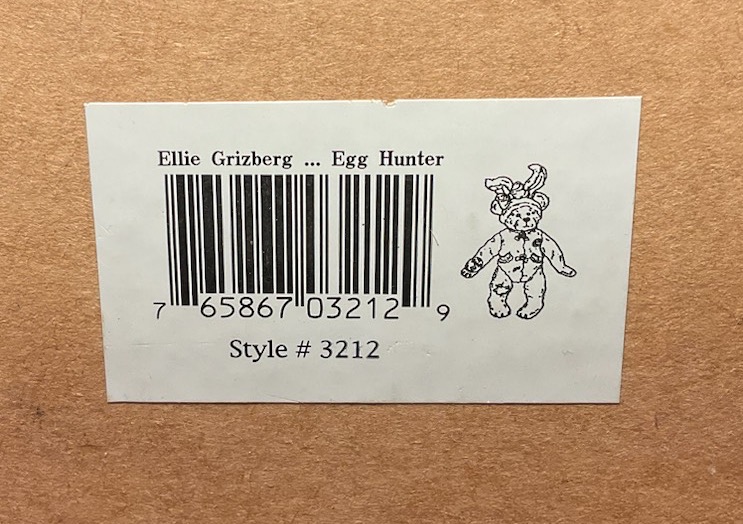 Ellie Grizberg ... Egg Hunter
7 65867 03212 9
Style # 3212